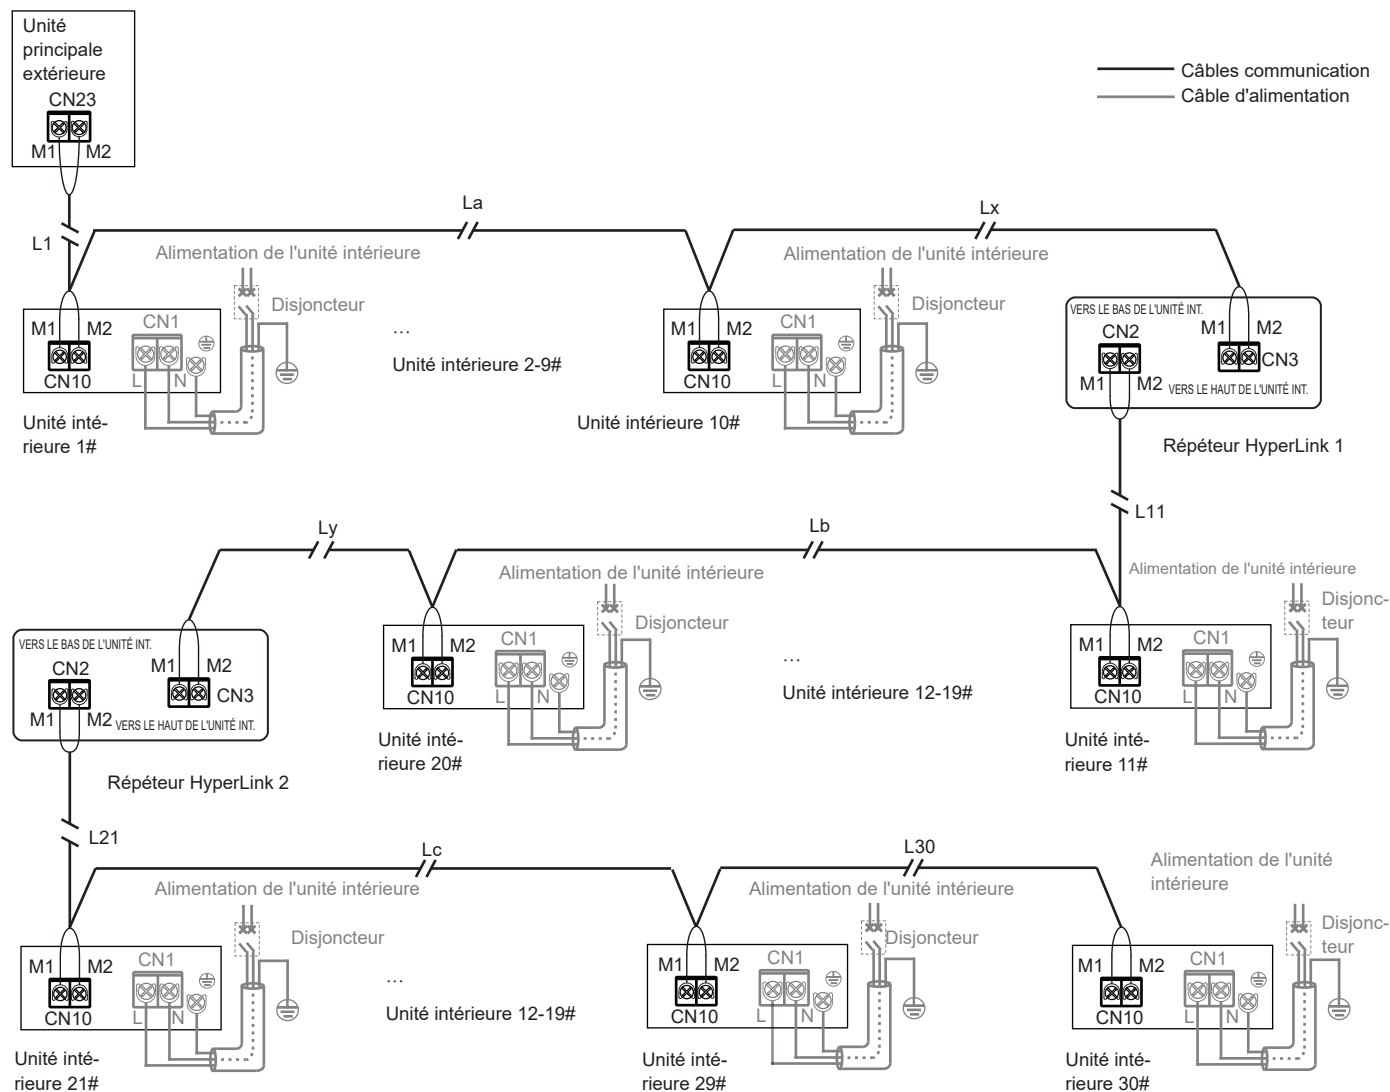 Unité
principale
extérieure
CN23
M1 M2
Câbles communication
Câble d'alimentation
La
Lx
L1
Alimentation de l'unité intérieure
Alimentation de l'unité intérieure
Disjoncteur
Disjoncteur
M1 M2 CN1
CN10
L N
...
Unité intérieure 2-9#
M1 M2 CN1
CN10
L N
VERS LE BAS DE L'UNITÉ INT.
CN2
M1 M2
M1 M2
CN3
VERS LE HAUT DE L'UNITÉ INT.
Unité inté-
rieure 1#
Unité intérieure 10#
Répéteur HyperLink 1
L11
Ly
Lb
Alimentation de l'unité intérieure
Alimentation de l'unité intérieure
Disjoncteur
Disjonc-
teur
VERS LE BAS DE L'UNITÉ INT.
CN2
M1 M2
M1 M2
CN3
VERS LE HAUT DE L'UNITÉ INT.
M1 M2 CN1
CN10
L N
...
Unité intérieure 12-19#
M1 M2 CN1
CN10
L N
Unité inté-
rieure 20#
Unité inté-
rieure 11#
Répéteur HyperLink 2
L21
Lc
L30
Alimentation de l'unité intérieure
Alimentation de l'unité intérieure
Alimentation de l'unité
intérieure
Disjoncteur
Disjoncteur
Disjonc-
teur
M1 M2 CN1
CN10
L N
...
Unité intérieure 12-19#
M1 M2 CN1
CN10
L N
M1 M2 CN1
CN10
L N
Unité inté-
rieure 21#
Unité inté-
rieure 29#
Unité inté-
rieure 30#